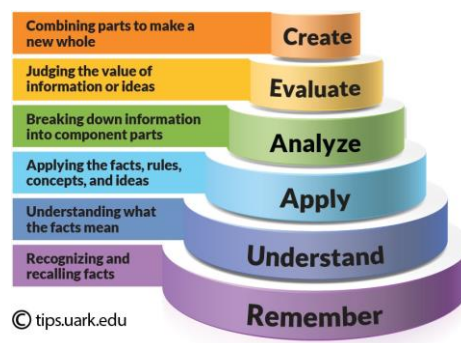 Combining parts to make a
new whole
Create
Judging the value of
information or ideas
Evaluate
Breaking down information
into component parts
Analyze
Applying the facts, rules,
concepts, and ideas
Apply
Understanding what
the facts mean
Understand
Recognizing and
recalling facts
Remember
© tips.uark.edu